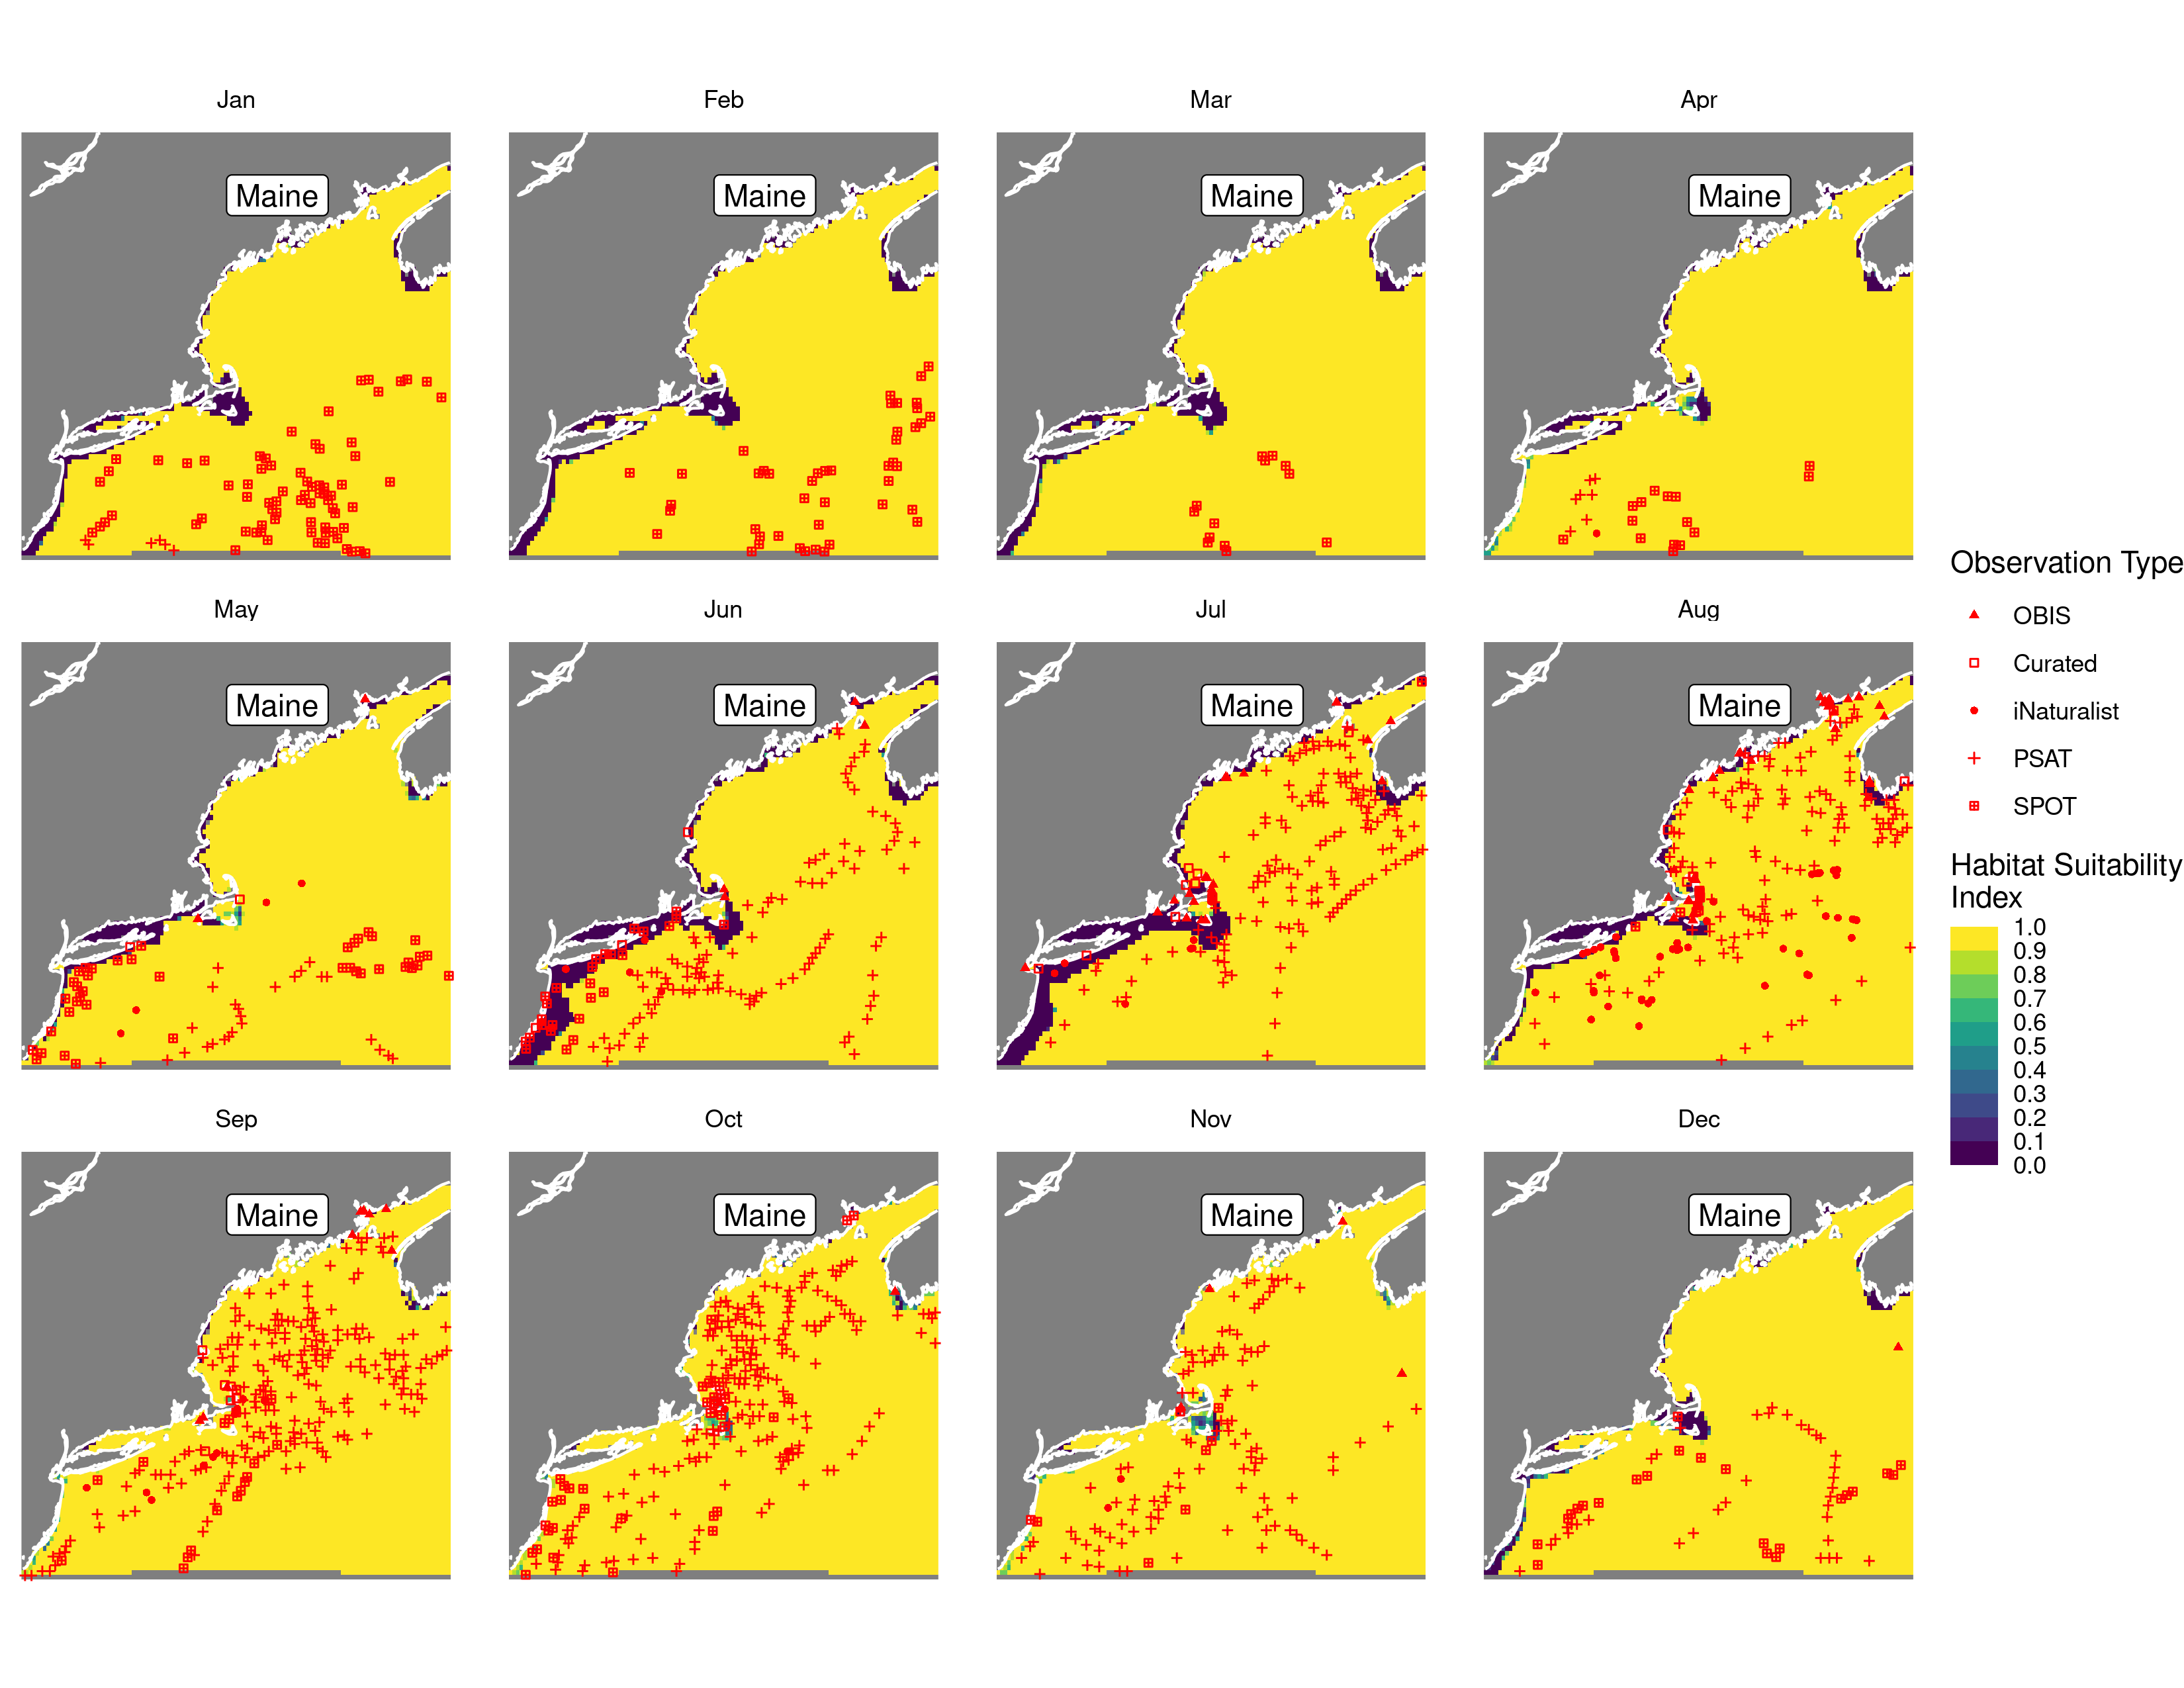 Jan
Feb
Mar
Apr
Maine
Maine
Maine
Maine
May
Jun
Jul
Aug
Maine
Maine
Maine
Maine
Sep
Oct
Nov
Dec
Maine
Maine
Maine
Maine
Observation Type
OBIS
Curated
iNaturalist
PSAT
SPOT
Habitat Suitability
Index
1.0
0.9
0.8
0.7
0.6
0.5
0.4
0.3
0.2
0.1
0.0